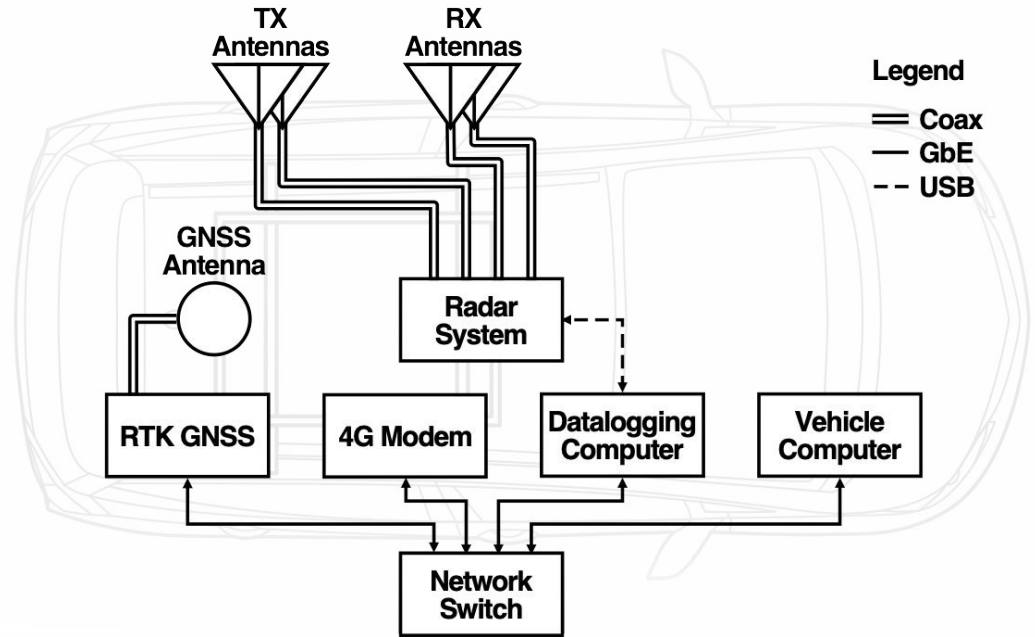 TX
Antennas
RX
Antennas
Legend
Coax
GbE
USB
GNSS
Antenna
Radar
System
RTK GNSS
4G Modem
Datalogging
Computer
Vehicle
Computer
Network
Switch